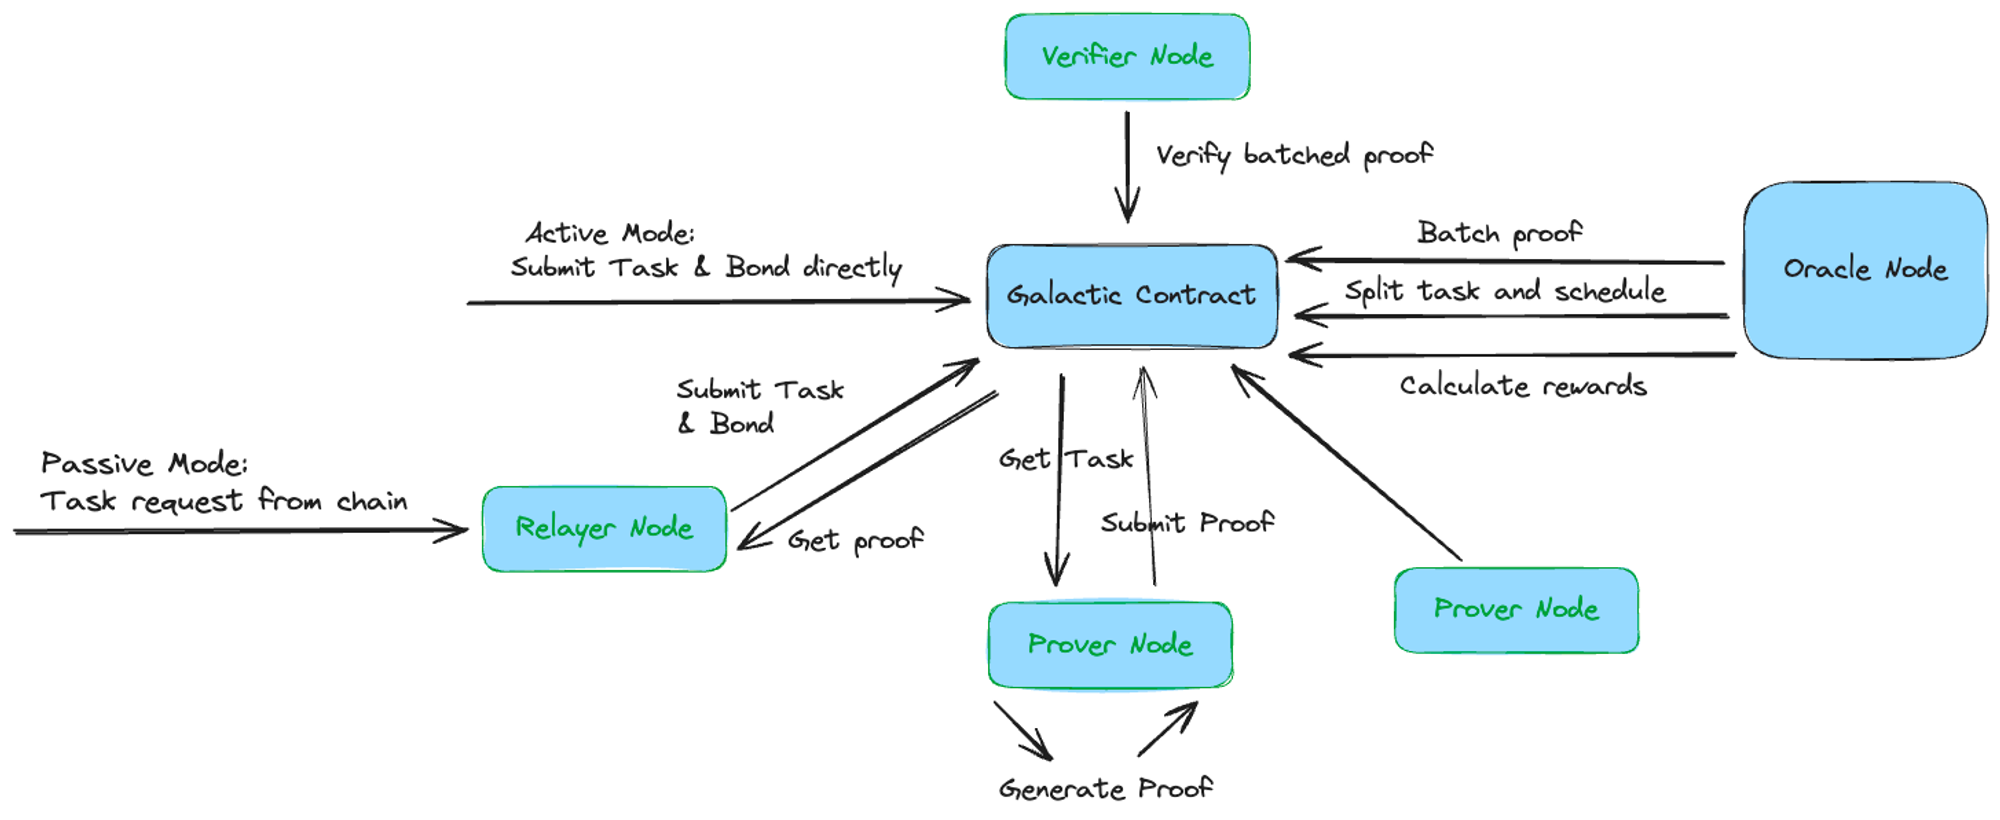 Verifier Node
Verify batched proof
Active Mode:
Submit Task & Bond directly
Batch proof
Oracle Node
Galactic Contract
Split task and schedule
Calculate rewards
Submit Task
& Bond
Passive Mode:
Task request from chain
Get Task
Relayer Node
Get proof
Submit Proof
Prover Node
Prover Node
Generate Proof